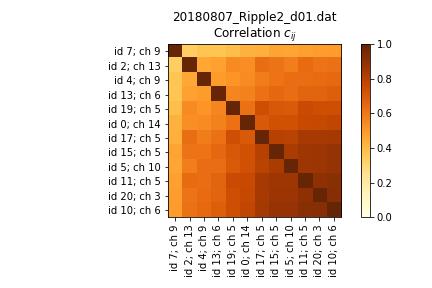 20180807_Ripple2_d01.dat
Correlation c_ij
id 7; ch 9
id 2; ch 13
id 4; ch 9
id 13; ch 6
id 19; ch 5
id 0; ch 14
id 17; ch 5
id 15; ch 5
id 5; ch 10
id 11; ch 5
id 20; ch 3
id 10; ch 6
1.0
0.8
0.6
0.4
0.2
0.0
id 7; ch 9
id 2; ch 13
id 4; ch 9
id 13; ch 6
id 19; ch 5
id 0; ch 14
id 17; ch 5
id 15; ch 5
id 5; ch 10
id 11; ch 5
id 20; ch 3
id 10; ch 6